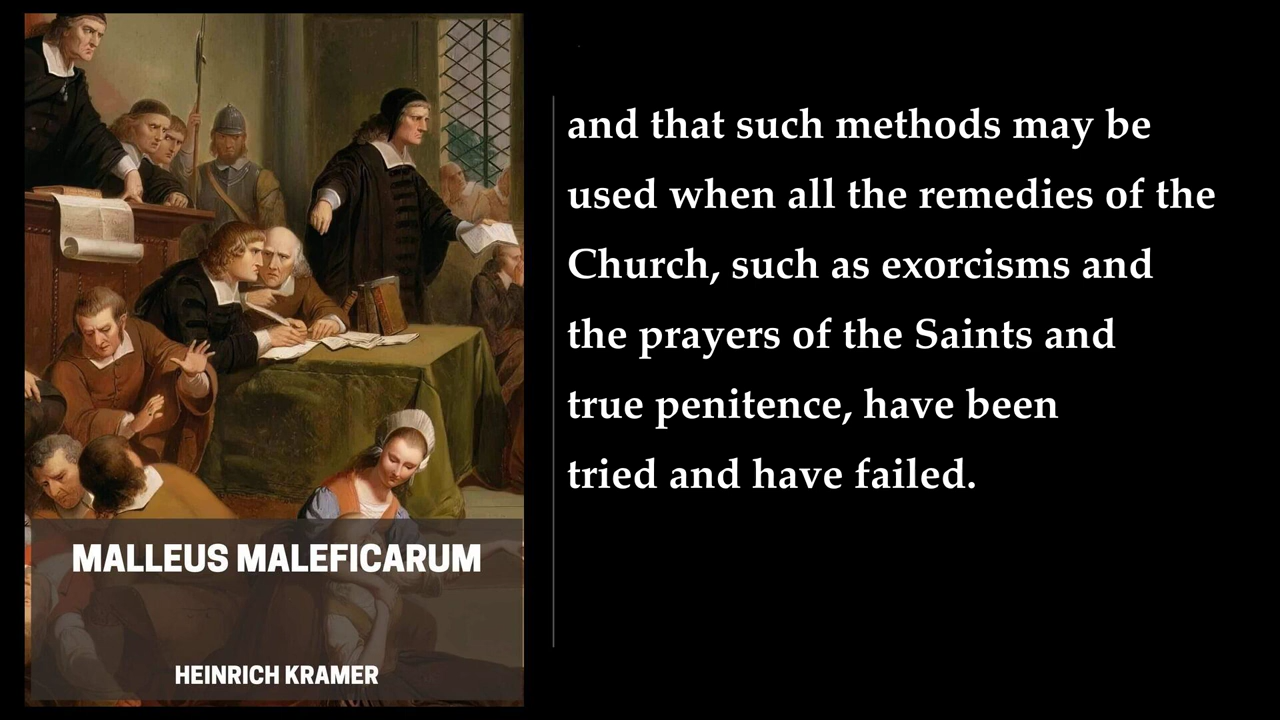 and that such methods may be
used when all the remedies of the
Church, such as exorcisms and
the prayers of the Saints and
true penitence, have been
tried and have failed.
MALLEUS MALEFICARUM
HEINRICH KRAMER